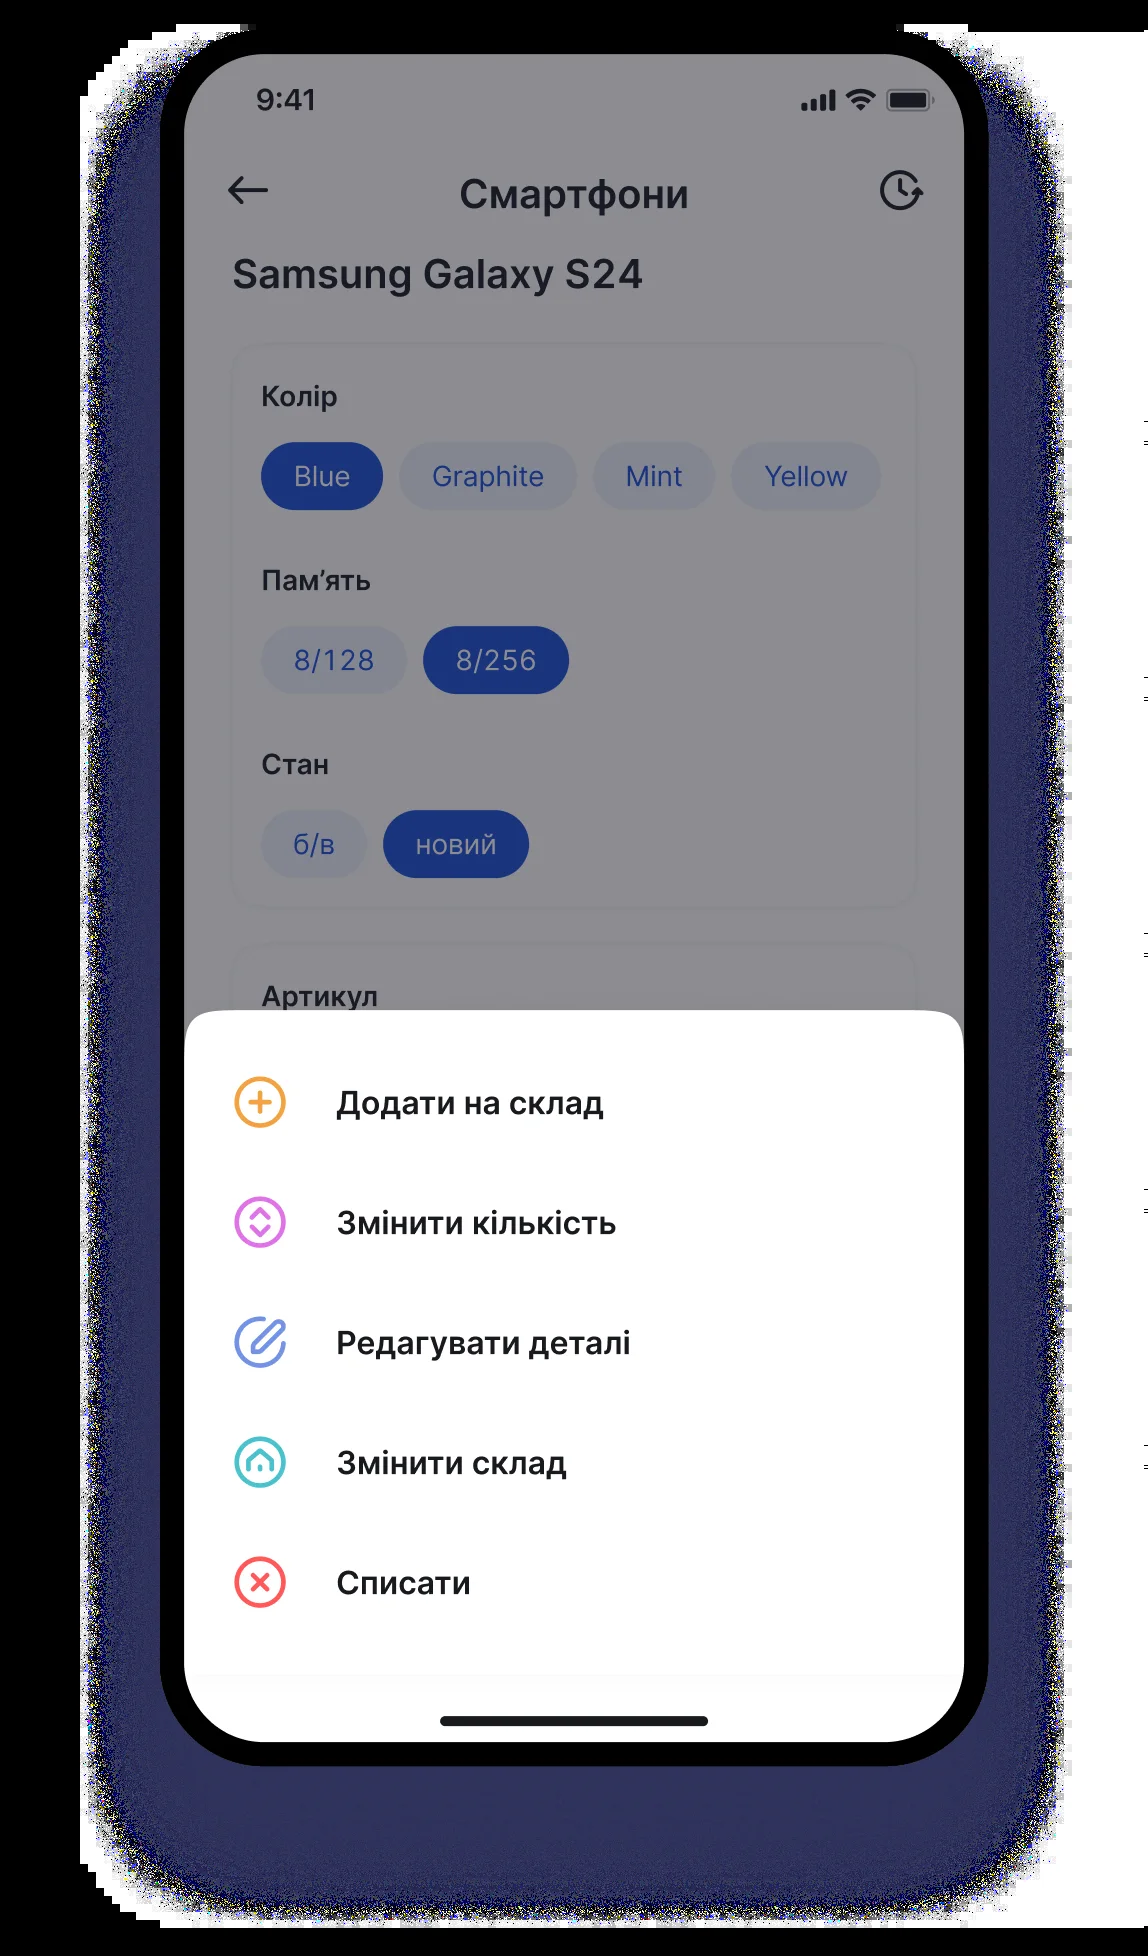 9:41
Смартфони
Samsung Galaxy S24
Колір
Blue Graphite Mint Yellow
Пам’ять
8/128 8/256
Стан
б/в новий
Артикул
Додати на склад
Змінити кількість
Редагувати деталі
Змінити склад
Списати